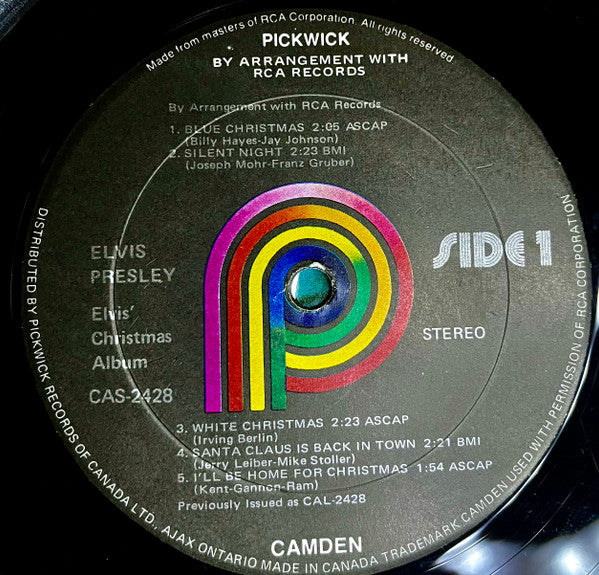 Made from masters of RCA Corporation. All rights reserved
PICKWICK
BY ARRANGEMENT WITH
RCA RECORDS
By Arrangement with RCA Records
1. BLUE CHRISTMAS 2:05 ASCAP
(Billy Hayes-Jay Johnson)
2. SILENT NIGHT 2:23 BMI
(Joseph Mohr-Franz Gruber)
ELVIS
PRESLEY
Elvis'
Christmas
Album
CAS-2428
SIDE 1
STEREO
3. WHITE CHRISTMAS 2:23 ASCAP
(Irving Berlin)
4. SANTA CLAUS IS BACK IN TOWN 2:21 BMI
(Jerry Leiber-Mike Stoller)
5. I'LL BE HOME FOR CHRISTMAS 1:54 ASCAP
(Kent-Gannon-Ram)
Previously Issued as CAL-2428
CAMDEN
DISTRIBUTED BY PICKWICK RECORDS OF CANADA LTD., AJAX ONTARIO MADE IN CANADA TRADEMARK CAMDEN USED WITH PERMISSION OF RCA CORPORATION